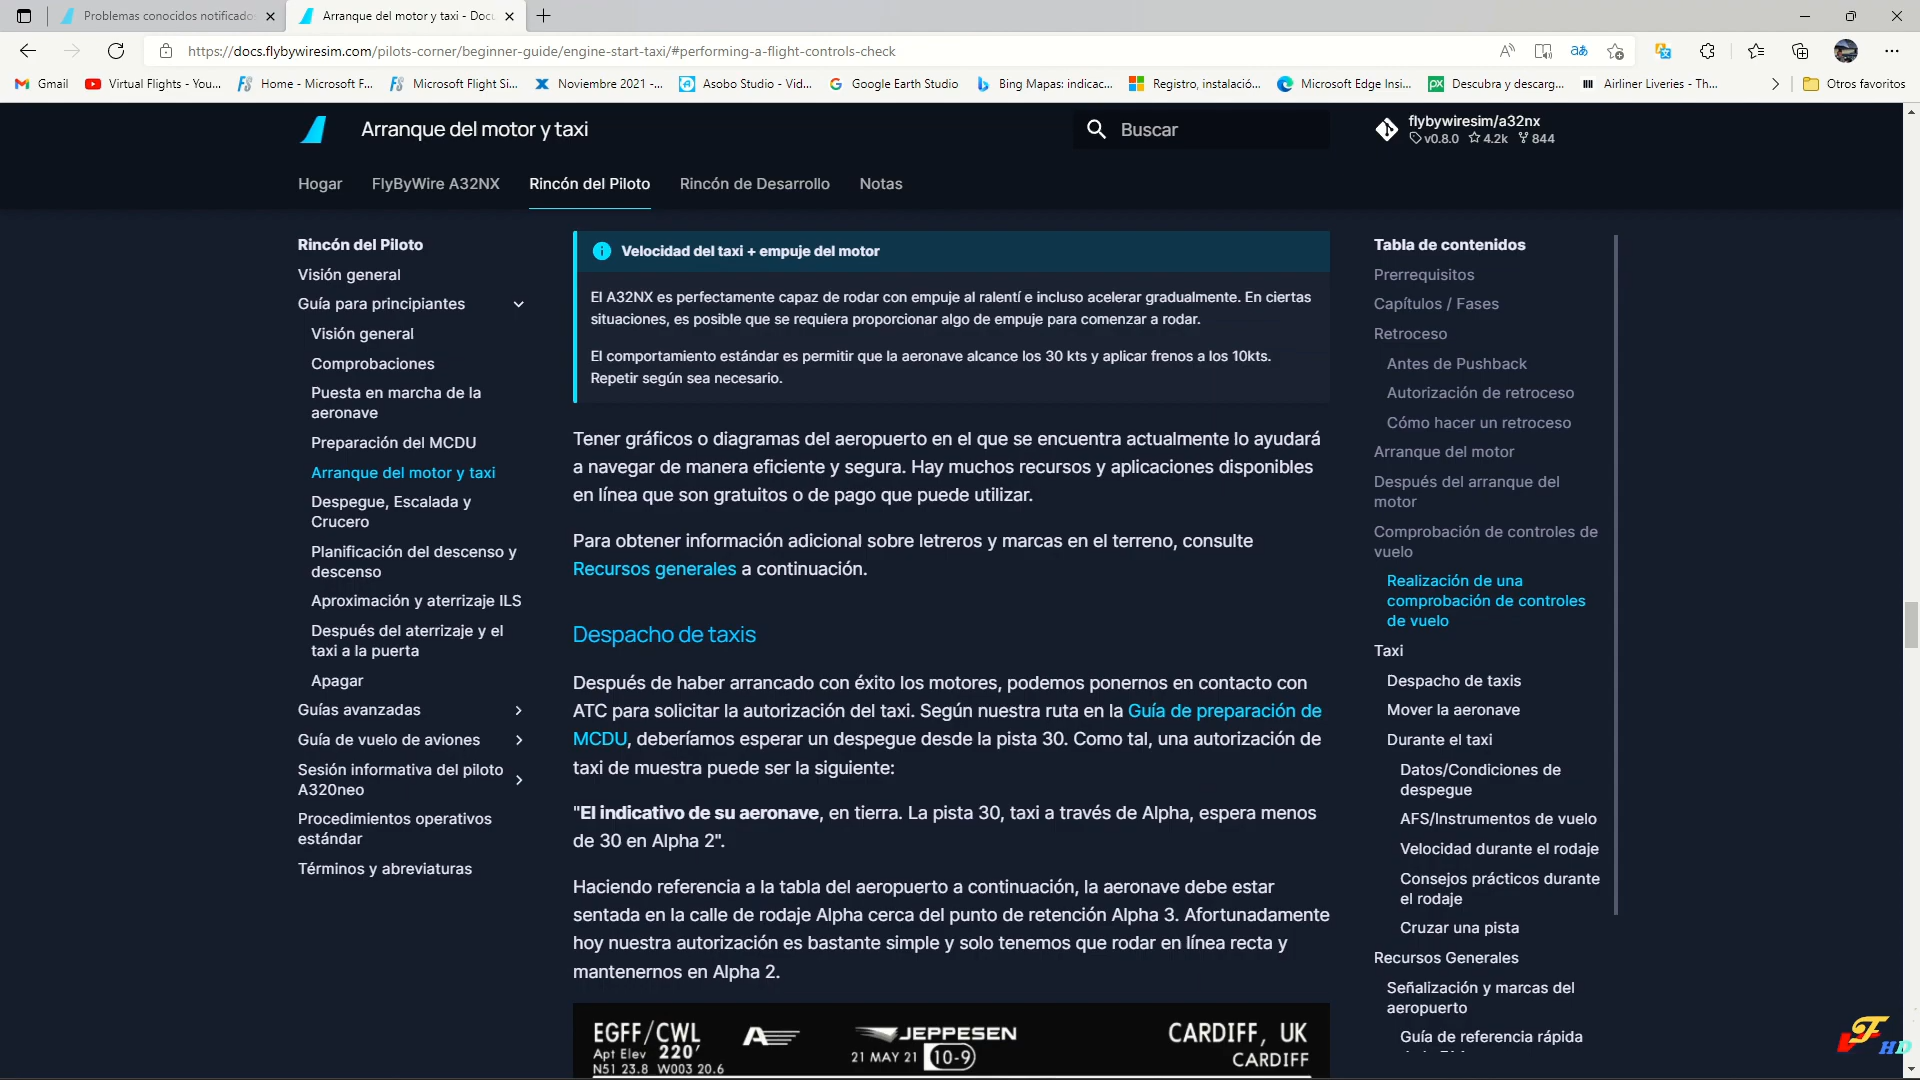 Problemas conocidos notificados
Arranque del motor y taxi - Docu
https://docs.flybywiresim.com/pilots-corner/beginner-guide/engine-start-taxi/#performing-a-flight-controls-check
Gmail
Virtual Flights - You...
Home - Microsoft F...
Microsoft Flight Si...
Noviembre 2021 -...
Asobo Studio - Vid...
Google Earth Studio
Bing Mapas: indicac...
Registro, instalació...
Microsoft Edge Insi...
Descubra y descarg...
Airliner Liveries - Th...
Otros favoritos
Arranque del motor y taxi
Buscar
flybywiresim/a32nx
v0.8.0 4.2k 844
Hogar
FlyByWire A32NX
Rincón del Piloto
Rincón de Desarrollo
Notas
Rincón del Piloto
Visión general
Guía para principiantes
Visión general
Comprobaciones
Puesta en marcha de la
aeronave
Preparación del MCDU
Arranque del motor y taxi
Despegue, Escalada y
Crucero
Planificación del descenso y
descenso
Aproximación y aterrizaje ILS
Después del aterrizaje y el
taxi a la puerta
Apagar
Guías avanzadas
Guía de vuelo de aviones
Sesión informativa del piloto
A320neo
Procedimientos operativos
estándar
Términos y abreviaturas
Velocidad del taxi + empuje del motor
El A32NX es perfectamente capaz de rodar con empuje al ralentí e incluso acelerar gradualmente. En ciertas
situaciones, es posible que se requiera proporcionar algo de empuje para comenzar a rodar.
El comportamiento estándar es permitir que la aeronave alcance los 30 kts y aplicar frenos a los 10kts.
Repetir según sea necesario.
Tener gráficos o diagramas del aeropuerto en el que se encuentra actualmente lo ayudará
a navegar de manera eficiente y segura. Hay muchos recursos y aplicaciones disponibles
en línea que son gratuitos o de pago que puede utilizar.
Para obtener información adicional sobre letreros y marcas en el terreno, consulte
Recursos generales a continuación.
Despacho de taxis
Después de haber arrancado con éxito los motores, podemos ponernos en contacto con
ATC para solicitar la autorización del taxi. Según nuestra ruta en la Guía de preparación de
MCDU, deberíamos esperar un despegue desde la pista 30. Como tal, una autorización de
taxi de muestra puede ser la siguiente:
"El indicativo de su aeronave, en tierra. La pista 30, taxi a través de Alpha, espera menos
de 30 en Alpha 2".
Haciendo referencia a la tabla del aeropuerto a continuación, la aeronave debe estar
sentada en la calle de rodaje Alpha cerca del punto de retención Alpha 3. Afortunadamente
hoy nuestra autorización es bastante simple y solo tenemos que rodar en línea recta y
mantenernos en Alpha 2.
EGFF/CWL
Apt Elev 220'
N51 23.8 W003 20.6
JEPPESEN
21 MAY 21 10-9
CARDIFF, UK
CARDIFF
Tabla de contenidos
Prerrequisitos
Capítulos / Fases
Retroceso
Antes de Pushback
Autorización de retroceso
Cómo hacer un retroceso
Arranque del motor
Después del arranque del
motor
Comprobación de controles de
vuelo
Realización de una
comprobación de controles
de vuelo
Taxi
Despacho de taxis
Mover la aeronave
Durante el taxi
Datos/Condiciones de
despegue
AFS/Instrumentos de vuelo
Velocidad durante el rodaje
Consejos prácticos durante
el rodaje
Cruzar una pista
Recursos Generales
Señalización y marcas del
aeropuerto
Guía de referencia rápida
VF HD